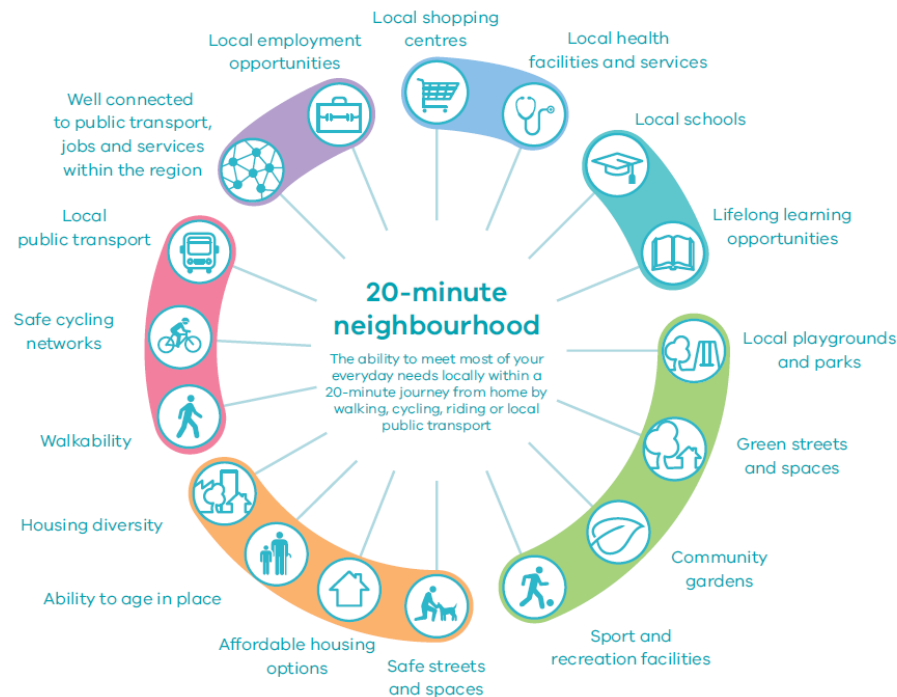 Local shopping
centres
Local health
facilities and services
Local schools
Lifelong learning
opportunities
Local playgrounds
and parks
Green streets
and spaces
Community
gardens
Sport and
recreation facilities
Safe streets
and spaces
Affordable housing
options
Ability to age in place
Housing diversity
Walkability
Safe cycling
networks
Local
public transport
Well connected
to public transport,
jobs and services
within the region
Local employment
opportunities
20-minute
neighbourhood
The ability to meet most of your
everyday needs locally within a
20-minute journey from home by
walking, cycling, riding or local
public transport